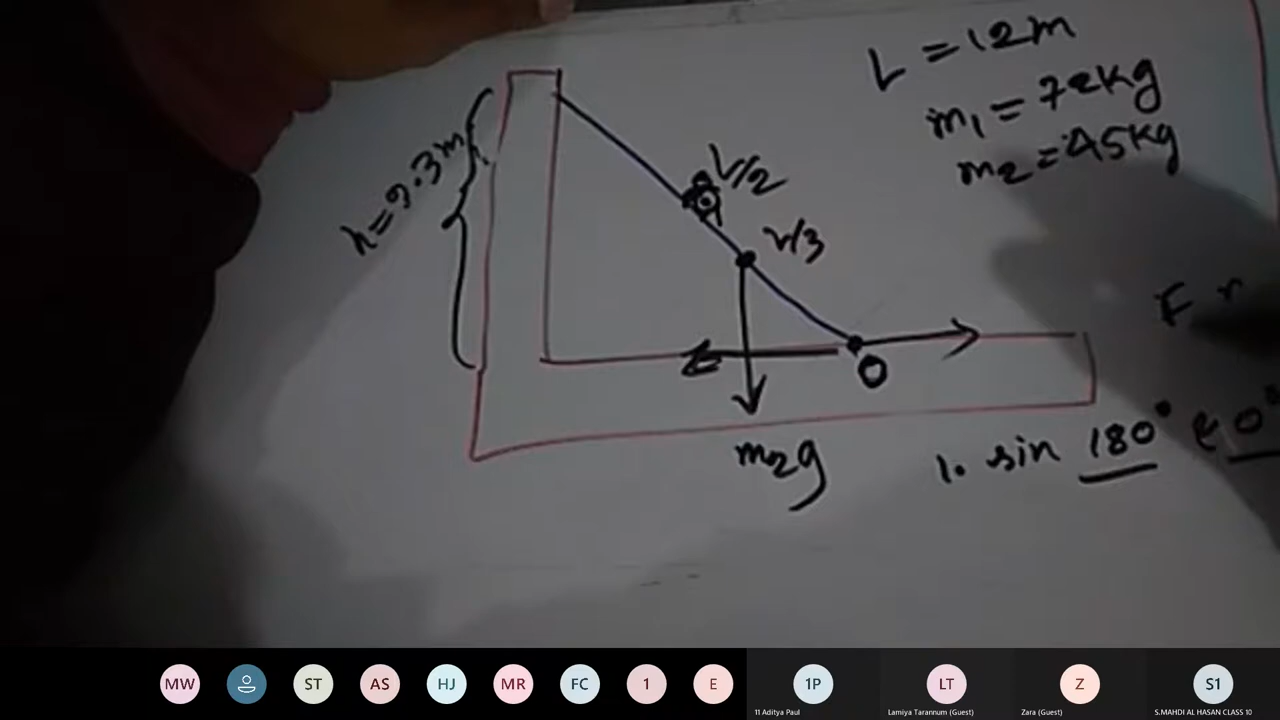 L = 12m
m₁ = 72kg
m₂ = 45kg
h = 9.3m
L/2
L/3
O
m₂g
1. sin 180° & 0°
MW
ST
AS
HJ
MR
FC
1
E
1P
LT
Z
S1
11 Aditya Paul
Lamiya Tarannum (Guest)
Zara (Guest)
S.MAHDI AL HASAN CLASS 10